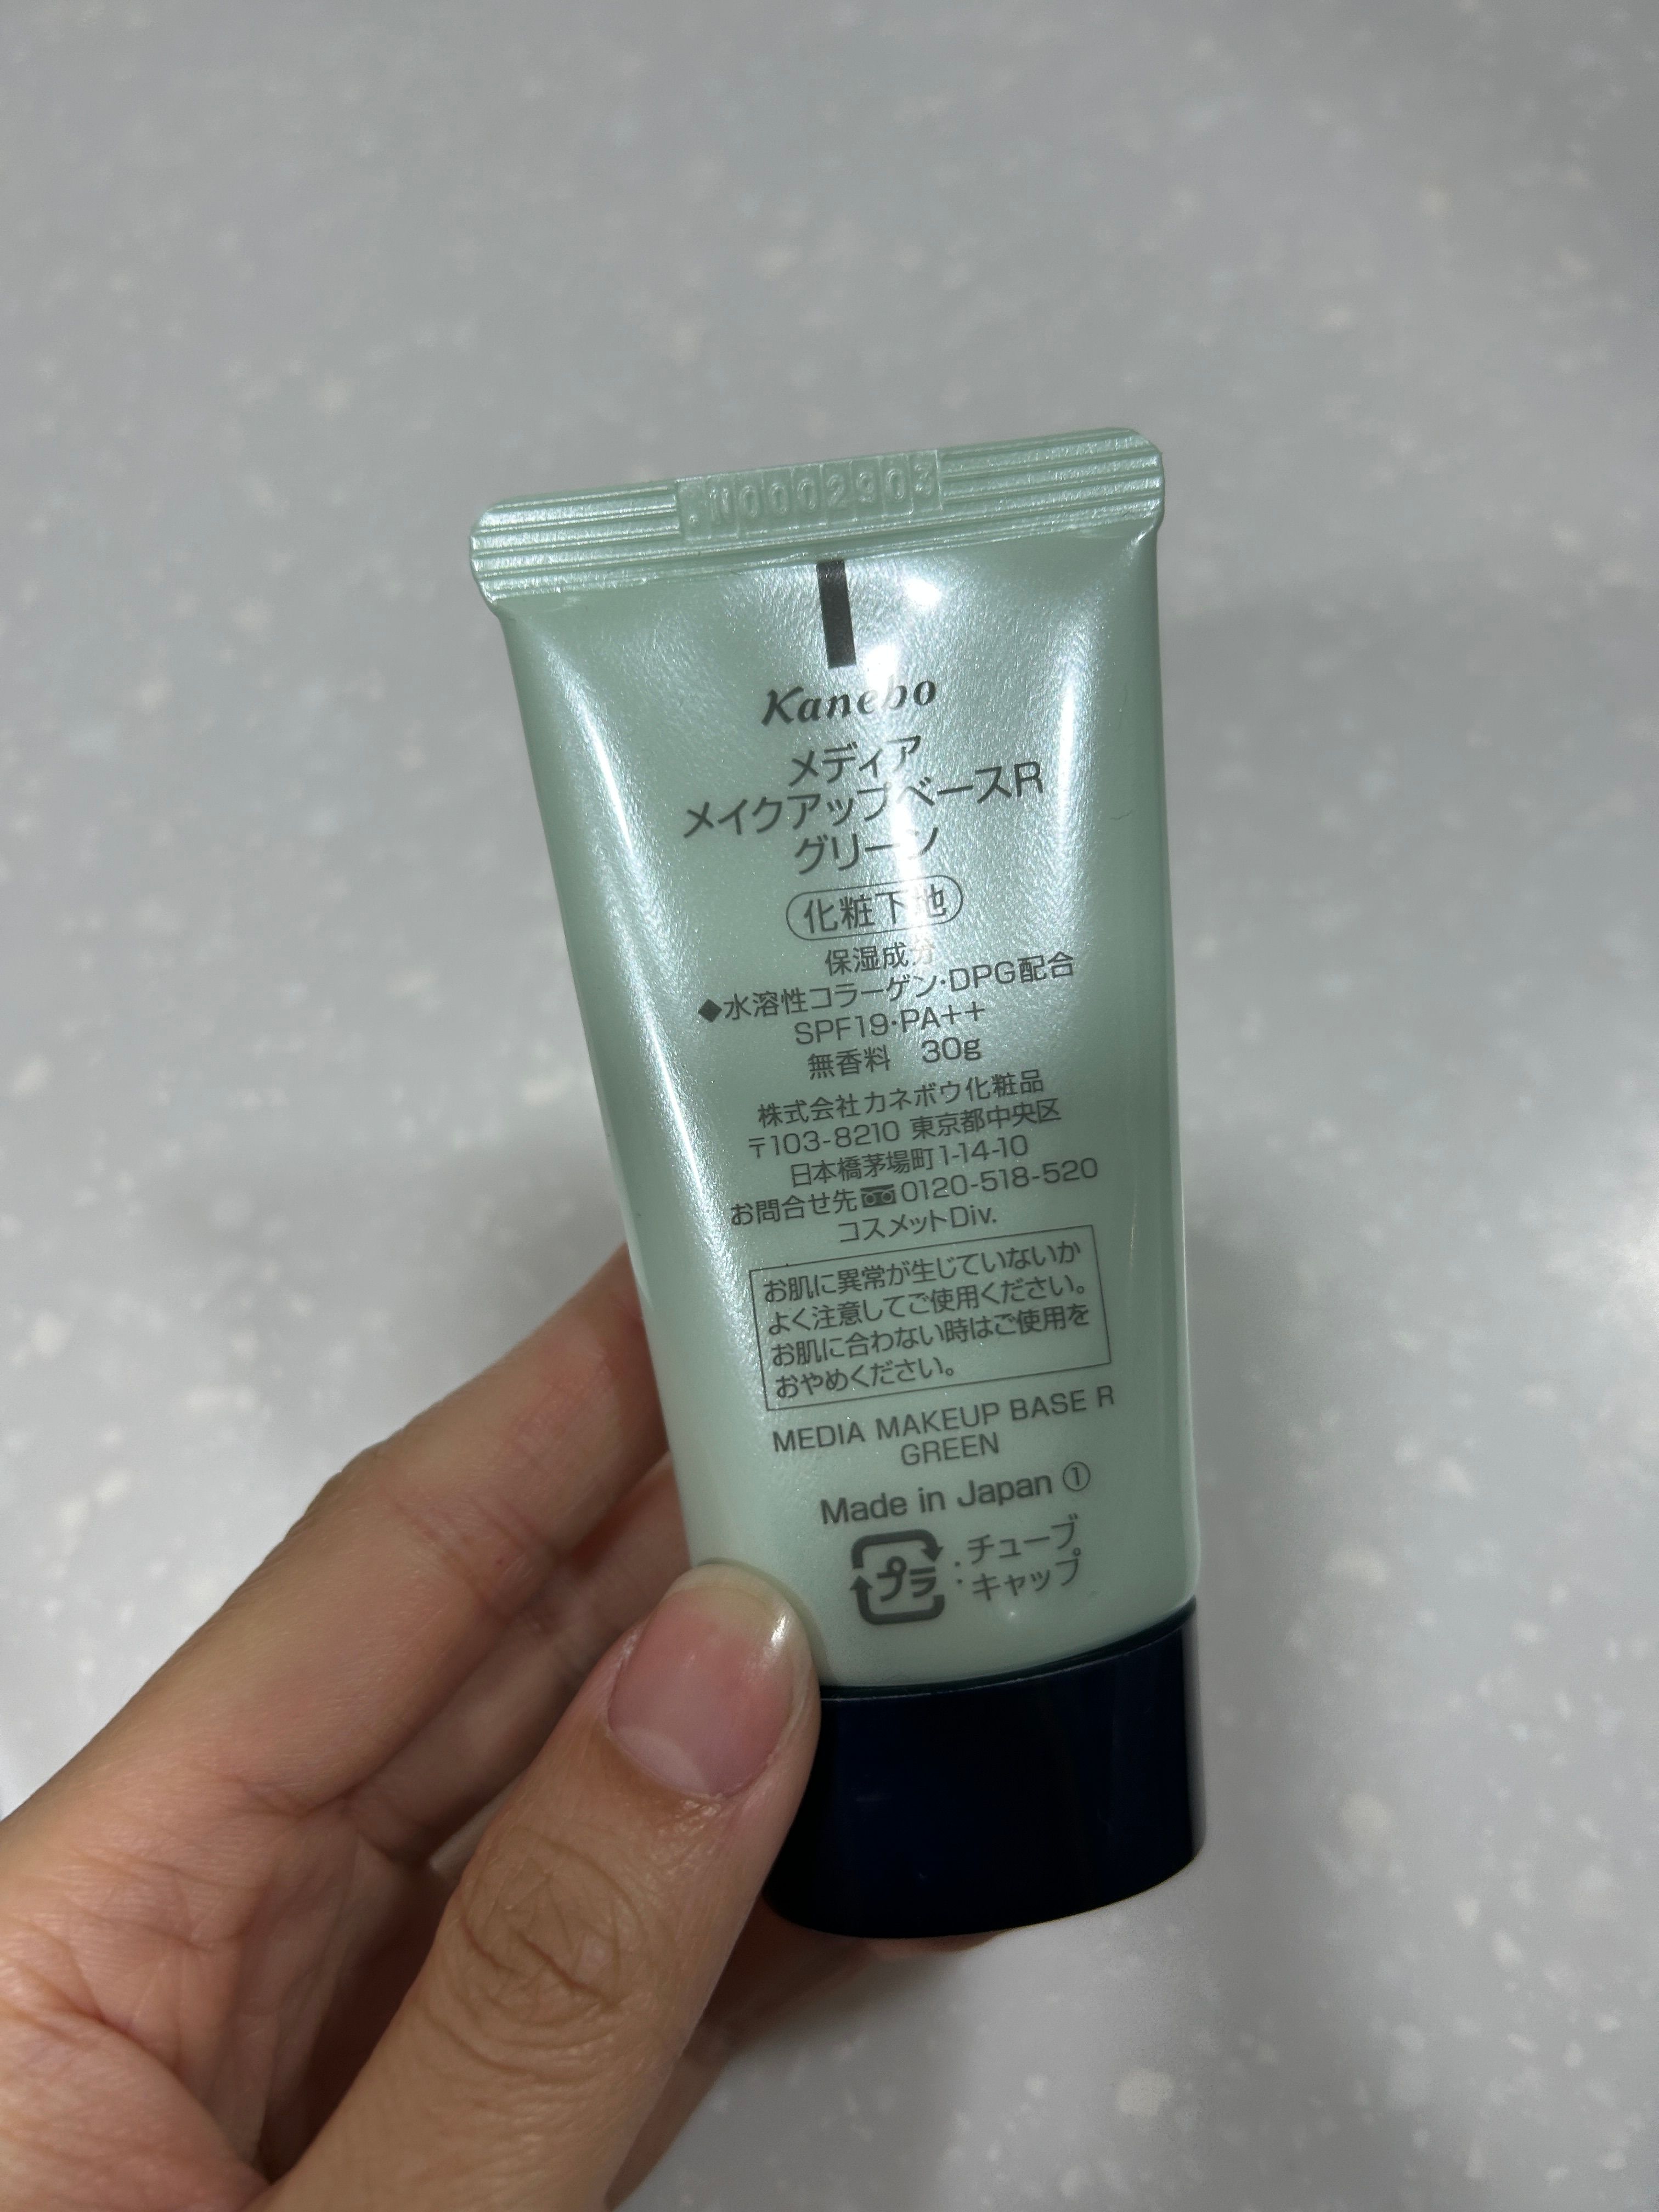 Kanebo
メディア
メイクアップベースR
グリーン
化粧下地
保湿成分
◆水溶性コラーゲン・DPG配合
SPF19・PA++
無香料 30g
株式会社カネボウ化粧品
〒103-8210 東京都中央区
日本橋茅場町1-14-10
お問合せ先 0120-518-520
コスメットDiv.
お肌に異常が生じていないか
よく注意してご使用ください。
お肌に合わない時はご使用を
おやめください。
MEDIA MAKEUP BASE R
GREEN
Made in Japan ①
プラ : チューブ
・キャップ